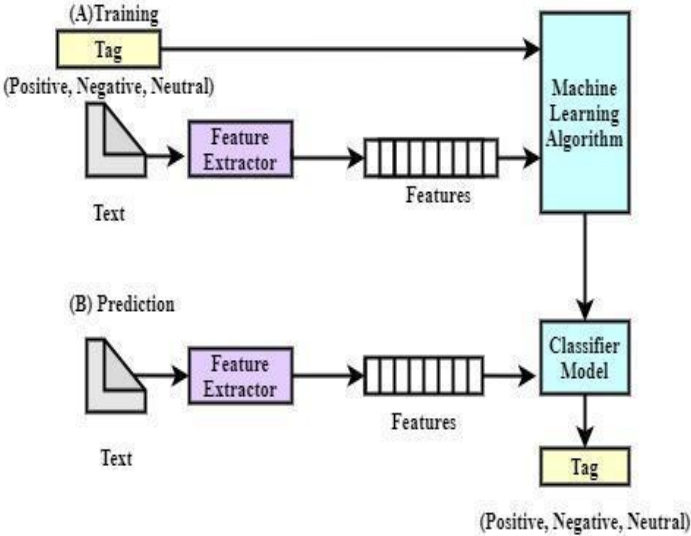 (A)Training
Tag
(Positive, Negative, Neutral)
Feature
Extractor
Text
Features
Machine
Learning
Algorithm
(B) Prediction
Feature
Extractor
Text
Features
Classifier
Model
Tag
(Positive, Negative, Neutral)